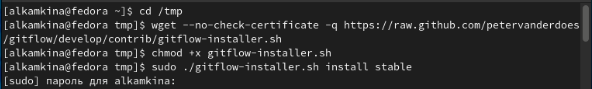 [alkamkina@fedora ~]$ cd /tmp
[alkamkina@fedora tmp]$ wget --no-check-certificate -q https://raw.github.com/petervanderdoes
/gitflow/develop/contrib/gitflow-installer.sh
[alkamkina@fedora tmp]$ chmod +x gitflow-installer.sh
[alkamkina@fedora tmp]$ sudo ./gitflow-installer.sh install stable
[sudo] пароль для alkamkina: